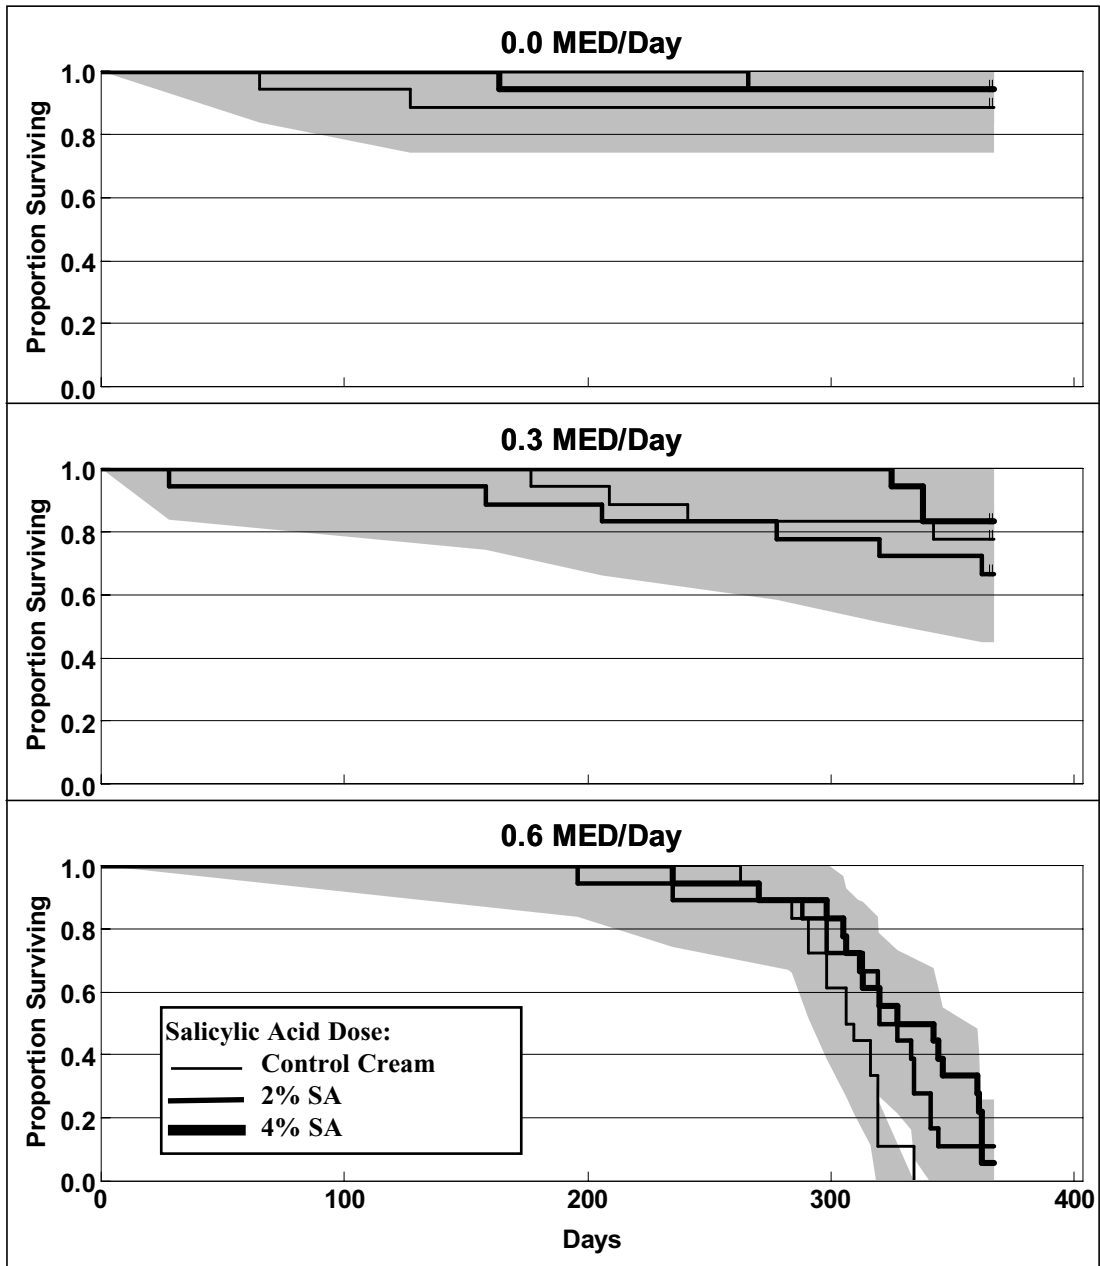 0.0 MED/Day
Proportion Surviving
1.0
0.8
0.6
0.4
0.2
0.0
0.3 MED/Day
Proportion Surviving
1.0
0.8
0.6
0.4
0.2
0.0
0.6 MED/Day
Proportion Surviving
1.0
0.8
0.6
0.4
0.2
0.0
Salicylic Acid Dose:
Control Cream
2% SA
4% SA
0 100 200 300 400
Days